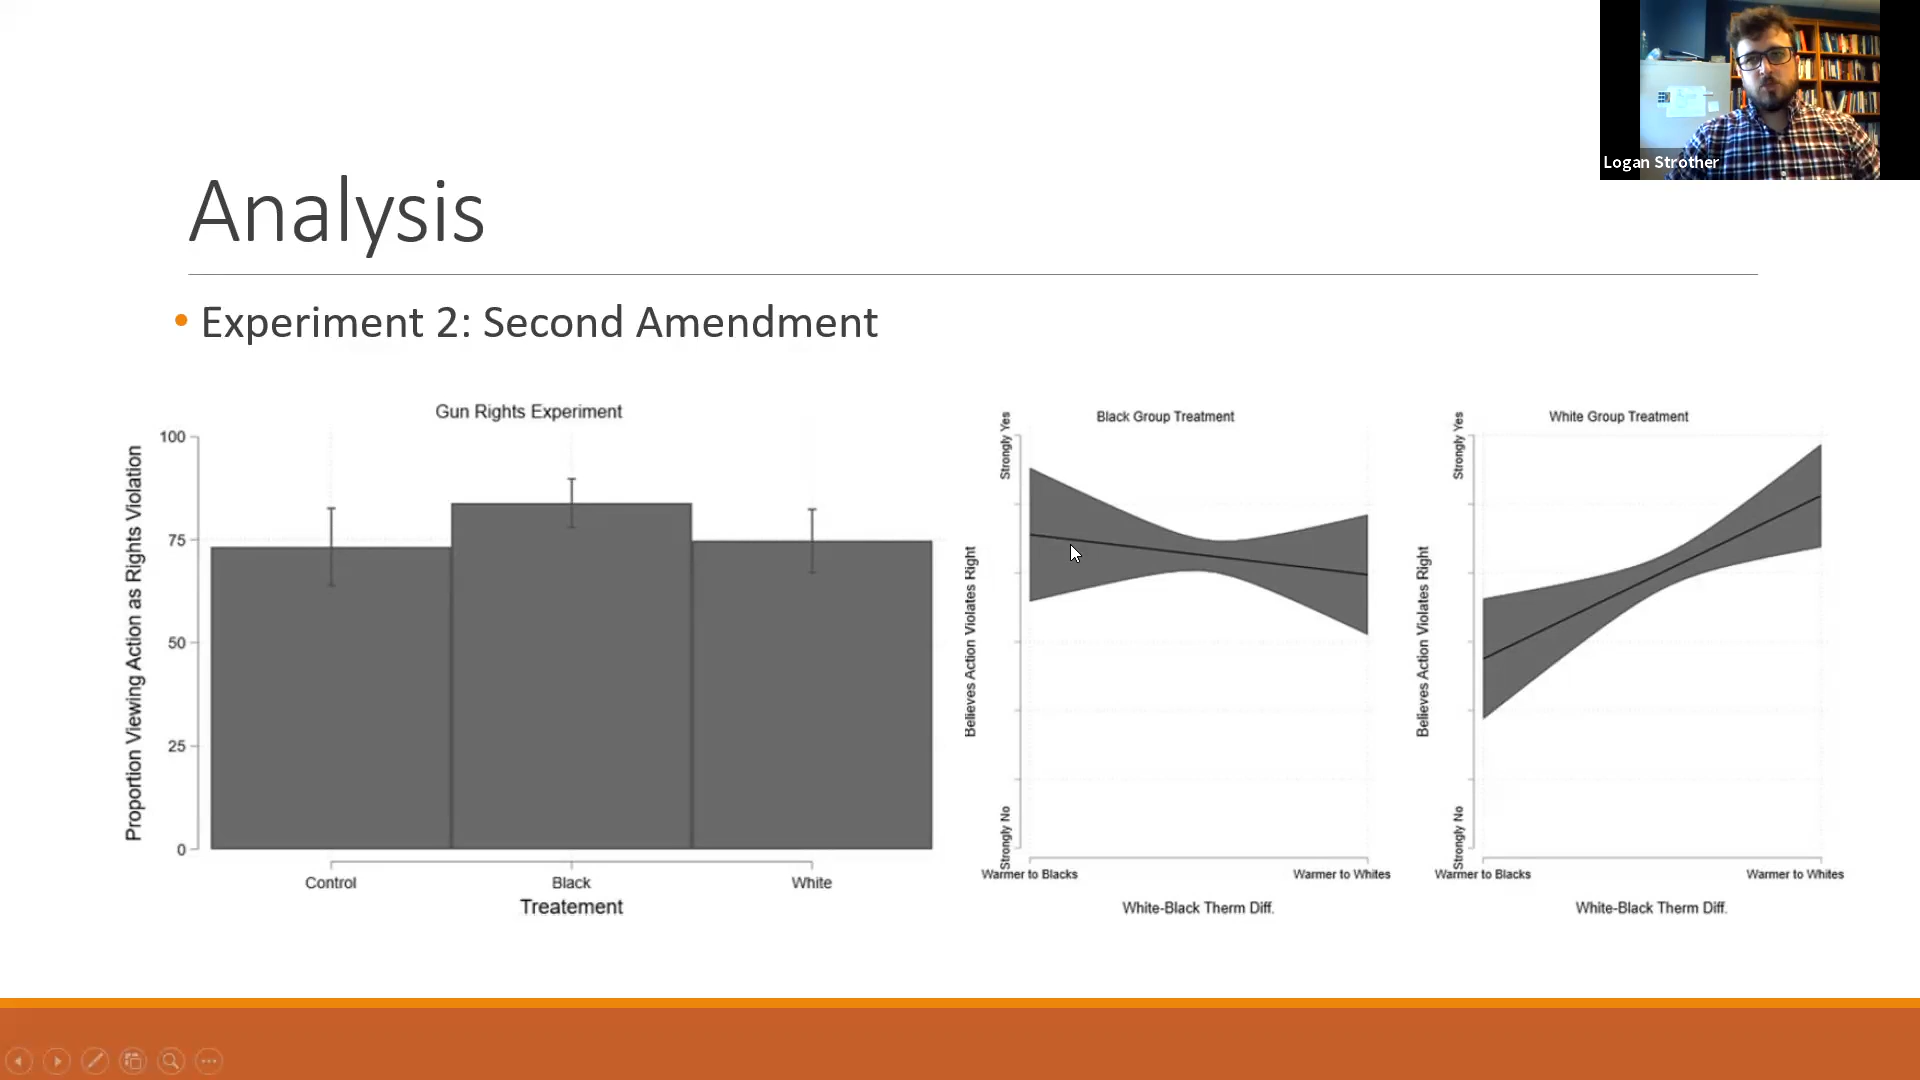 Logan Strother
Analysis
• Experiment 2: Second Amendment
Gun Rights Experiment
Proportion Viewing Action as Rights Violation
100
75
50
25
0
Control
Black
White
Treatement
Black Group Treatment
Strongly Yes
Believes Action Violates Right
Strongly No
Warmer to Blacks
Warmer to Whites
White-Black Therm Diff.
White Group Treatment
Strongly Yes
Believes Action Violates Right
Strongly No
Warmer to Blacks
Warmer to Whites
White-Black Therm Diff.